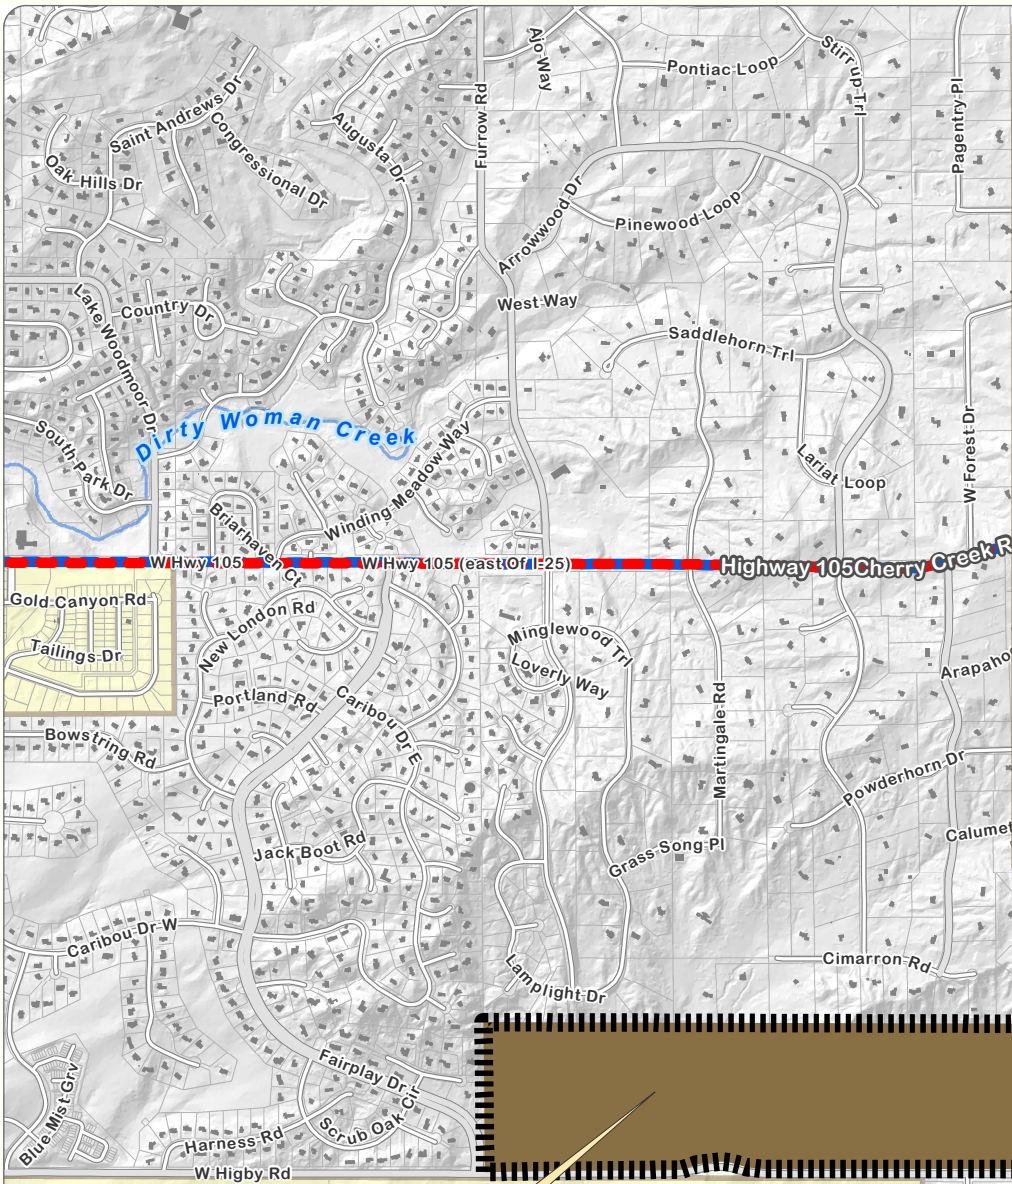 Ajo Way
Pontiac Loop
Stirrup Trl
Saint Andrews Dr
Congressional Dr
Augusta Dr
Furrow Rd
Pagentry Pl
Oak Hills Dr
Arrowwood Dr
Pinewood Loop
West Way
Lake Woodmoor Dr
Country Dr
Saddlehorn Trl
Dirty Woman Creek
South Park Dr
Winding Meadow Way
Lariat Loop
W Forest Dr
Briarhaven Ct
W Hwy 105
W Hwy 105 (east Of I-25)
Highway 105
Cherry Creek R
Gold Canyon Rd
New London Rd
Tailings Dr
Minglewood Trl
Loverly Way
Arapaho
Portland Rd
Caribou Dr E
Martingale Rd
Bowstring Rd
Powderhorn Dr
Calumet
Jack Boot Rd
Grass Song Pl
Caribou Dr W
Cimarron Rd
Lamplight Dr
Fairplay Dr
Scrub Oak Cir
Blue Mist Grv
Harness Rd
W Higby Rd